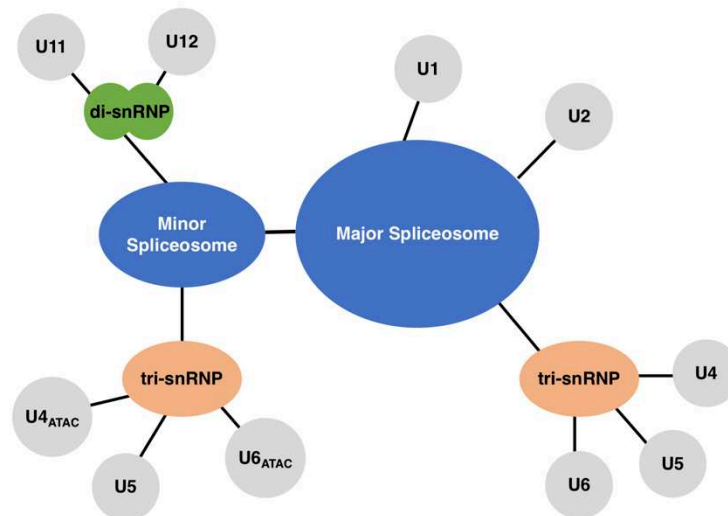 U11
U12
di-snRNP
U1
U2
Minor
Spliceosome
Major Spliceosome
tri-snRNP
U4ATAC
U5
U6ATAC
tri-snRNP
U4
U5
U6